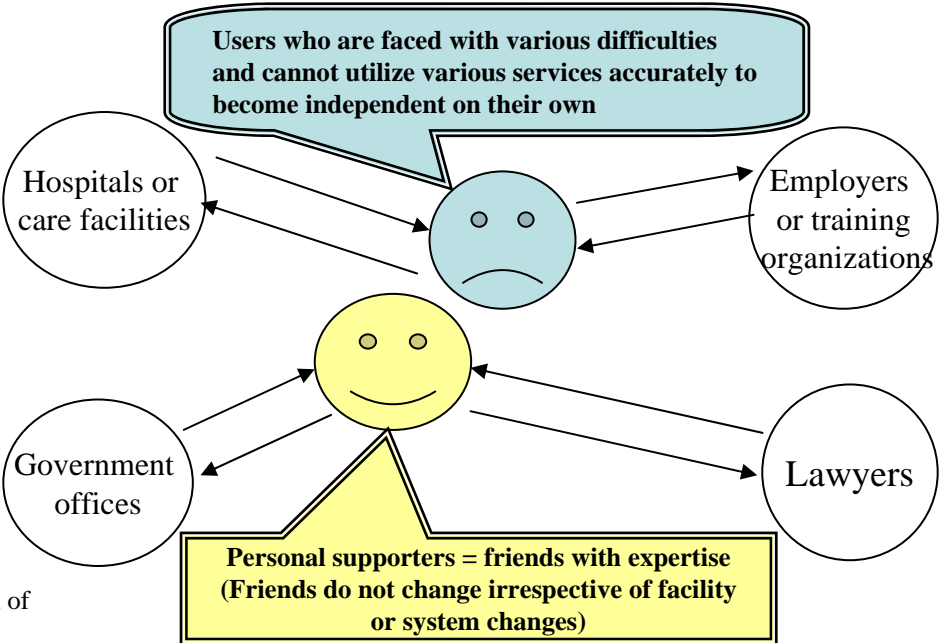 Users who are faced with various difficulties
and cannot utilize various services accurately to
become independent on their own
Hospitals or
care facilities
Employers
or training
organizations
Government
offices
Lawyers
Personal supporters = friends with expertise
(Friends do not change irrespective of facility
or system changes)
of